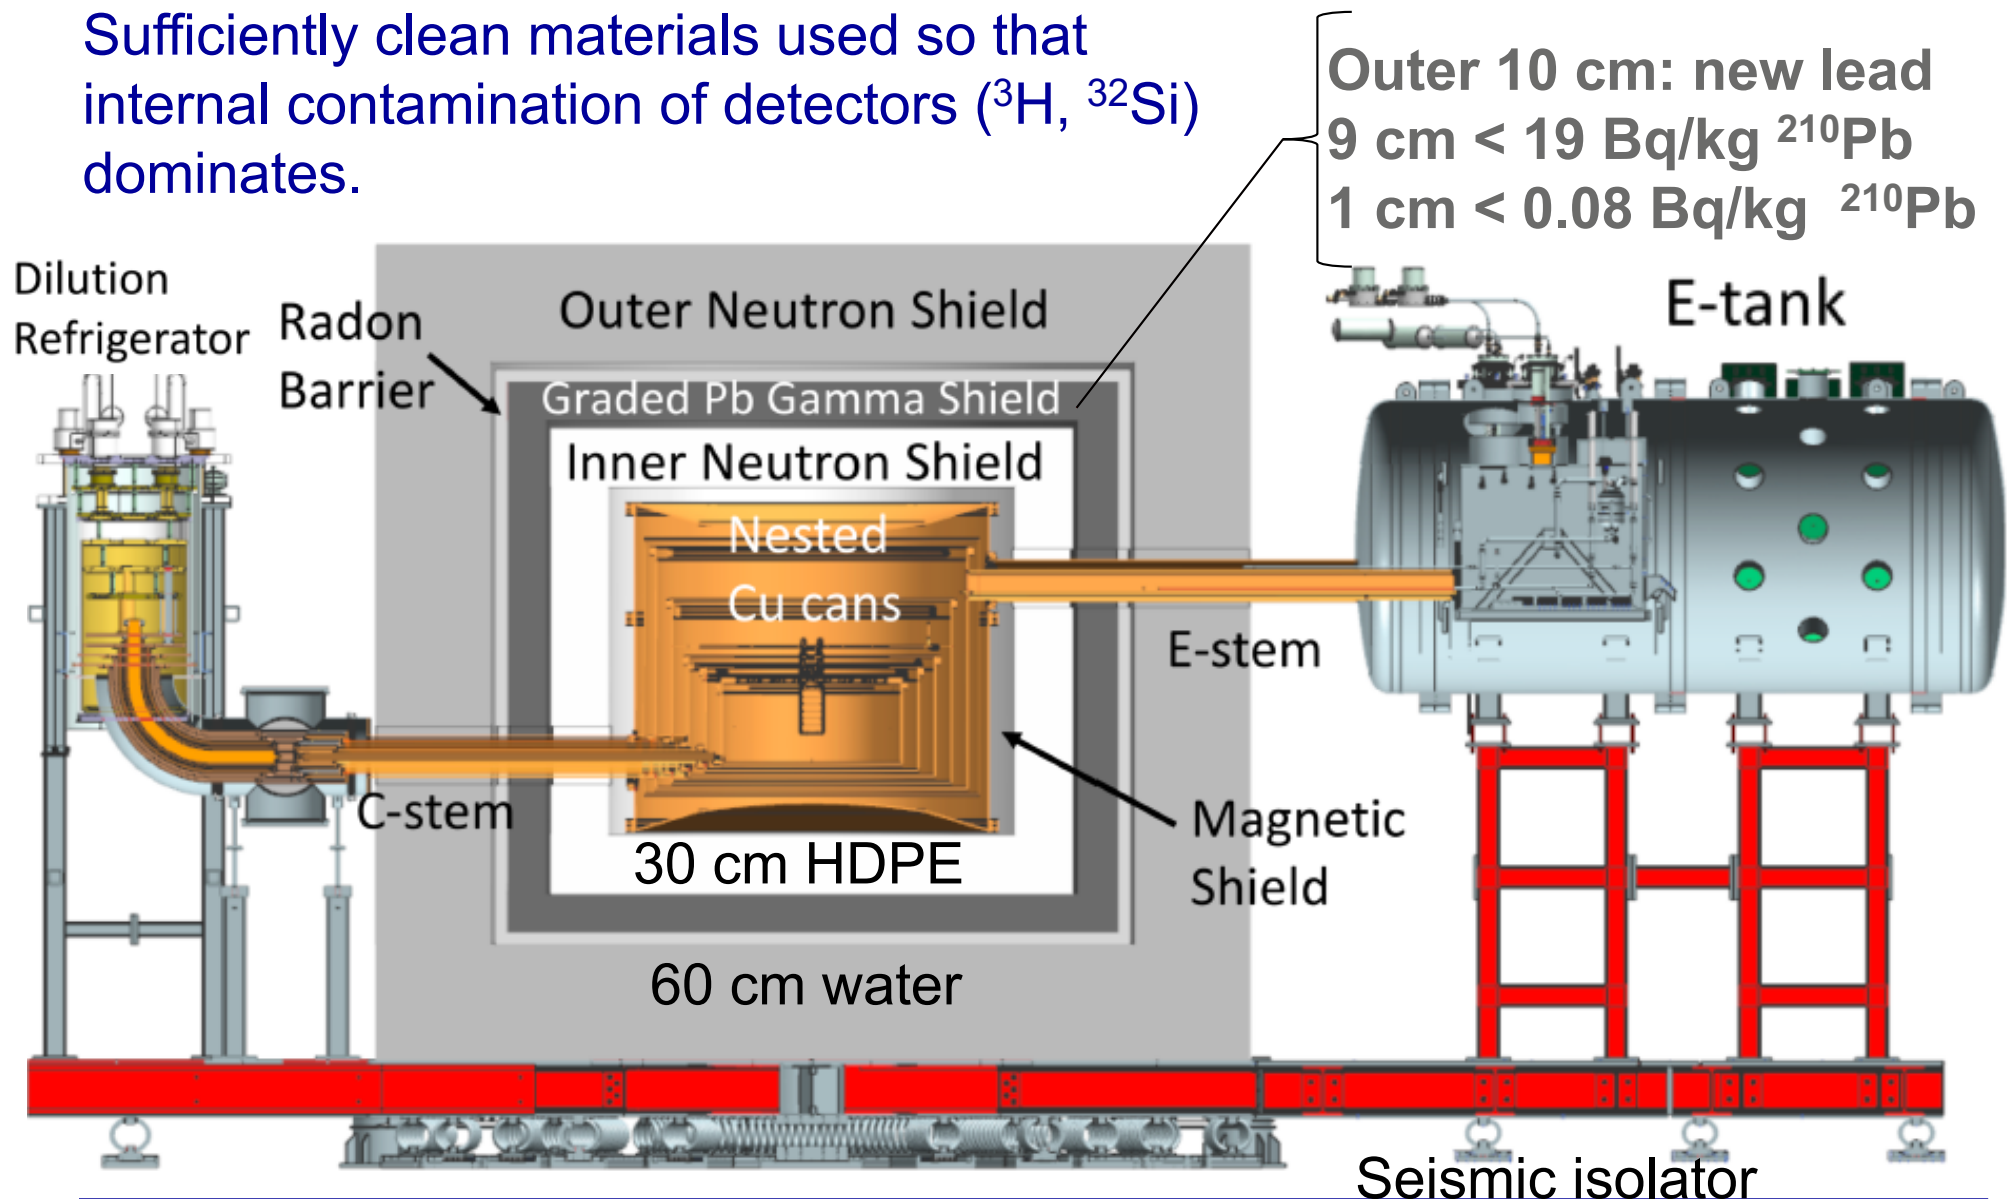 Sufficiently clean materials used so that
internal contamination of detectors (³H, ³²Si)
dominates.
Outer 10 cm: new lead
9 cm < 19 Bq/kg ²¹⁰Pb
1 cm < 0.08 Bq/kg ²¹⁰Pb
Dilution
Refrigerator
Radon
Barrier
Outer Neutron Shield
E-tank
Graded Pb Gamma Shield
Inner Neutron Shield
Nested
Cu cans
E-stem
C-stem
Magnetic
Shield
30 cm HDPE
60 cm water
Seismic isolator